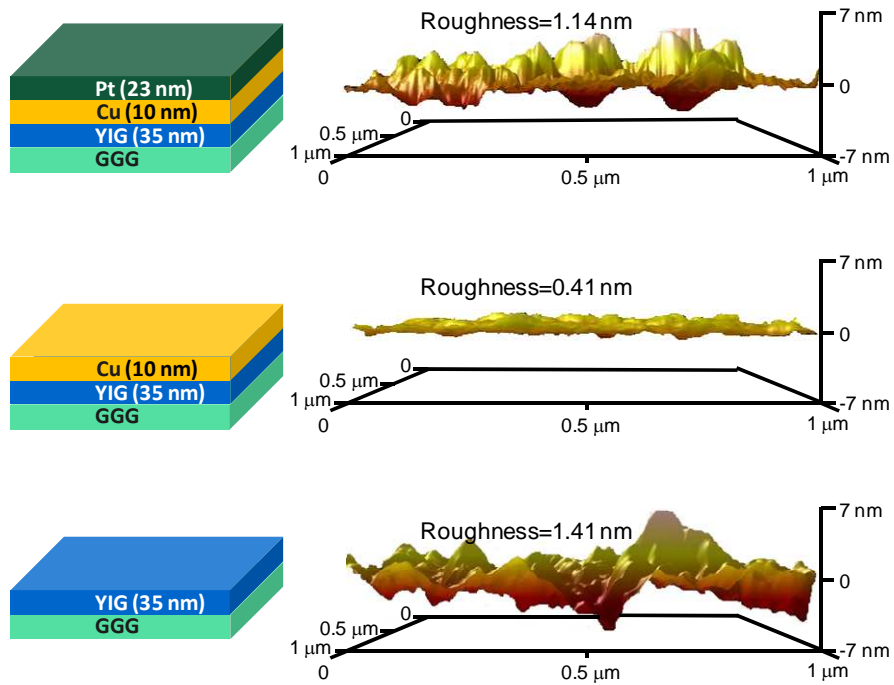 Roughness=1.14 nm
7 nm
0
-7 nm
Pt (23 nm)
Cu (10 nm)
YIG (35 nm)
GGG
0
0.5 μm
1 μm
0
0.5 μm
1 μm
Roughness=0.41 nm
7 nm
0
-7 nm
Cu (10 nm)
YIG (35 nm)
GGG
0
0.5 μm
1 μm
0
0.5 μm
1 μm
Roughness=1.41 nm
7 nm
0
-7 nm
YIG (35 nm)
GGG
0
0.5 μm
1 μm
0
0.5 μm
1 μm